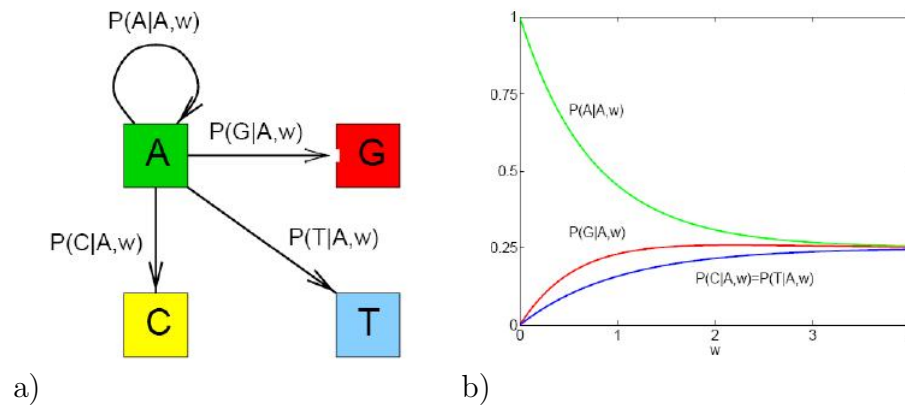 P(A|A,w)
A
P(G|A,w)
G
P(C|A,w)
P(T|A,w)
C
T
a)
1
0.75
P(A|A,w)
0.5
P(G|A,w)
0.25
P(C|A,w)=P(T|A,w)
0
0
1
2
3
w
b)